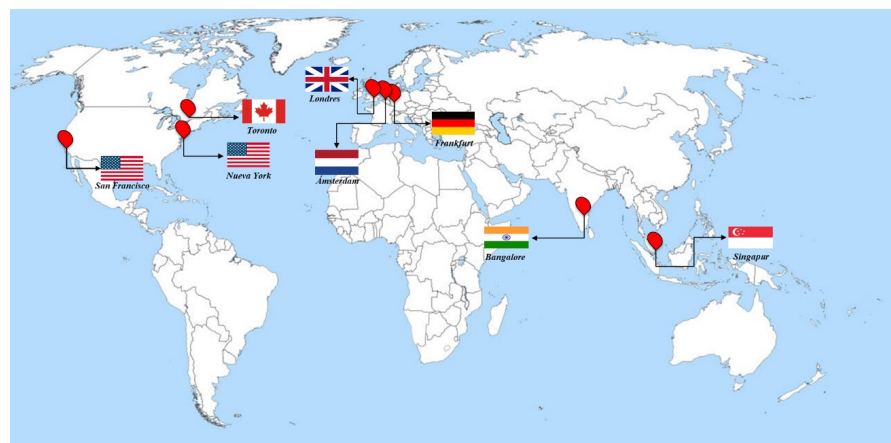 Londres
Toronto
Frankfurt
Nueva York
Ámsterdam
San Francisco
Bangalore
Singapur